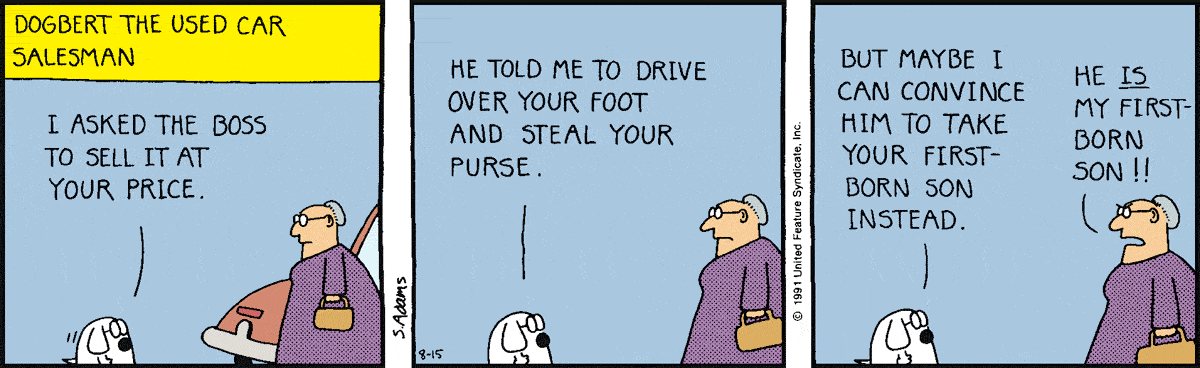 DOGBERT THE USED CAR
SALESMAN
I ASKED THE BOSS
TO SELL IT AT
YOUR PRICE.
S.Adams
HE TOLD ME TO DRIVE
OVER YOUR FOOT
AND STEAL YOUR
PURSE.
8-15
© 1991 United Feature Syndicate, Inc.
BUT MAYBE I
CAN CONVINCE
HIM TO TAKE
YOUR FIRST-
BORN SON
INSTEAD.
HE IS
MY FIRST-
BORN
SON!!